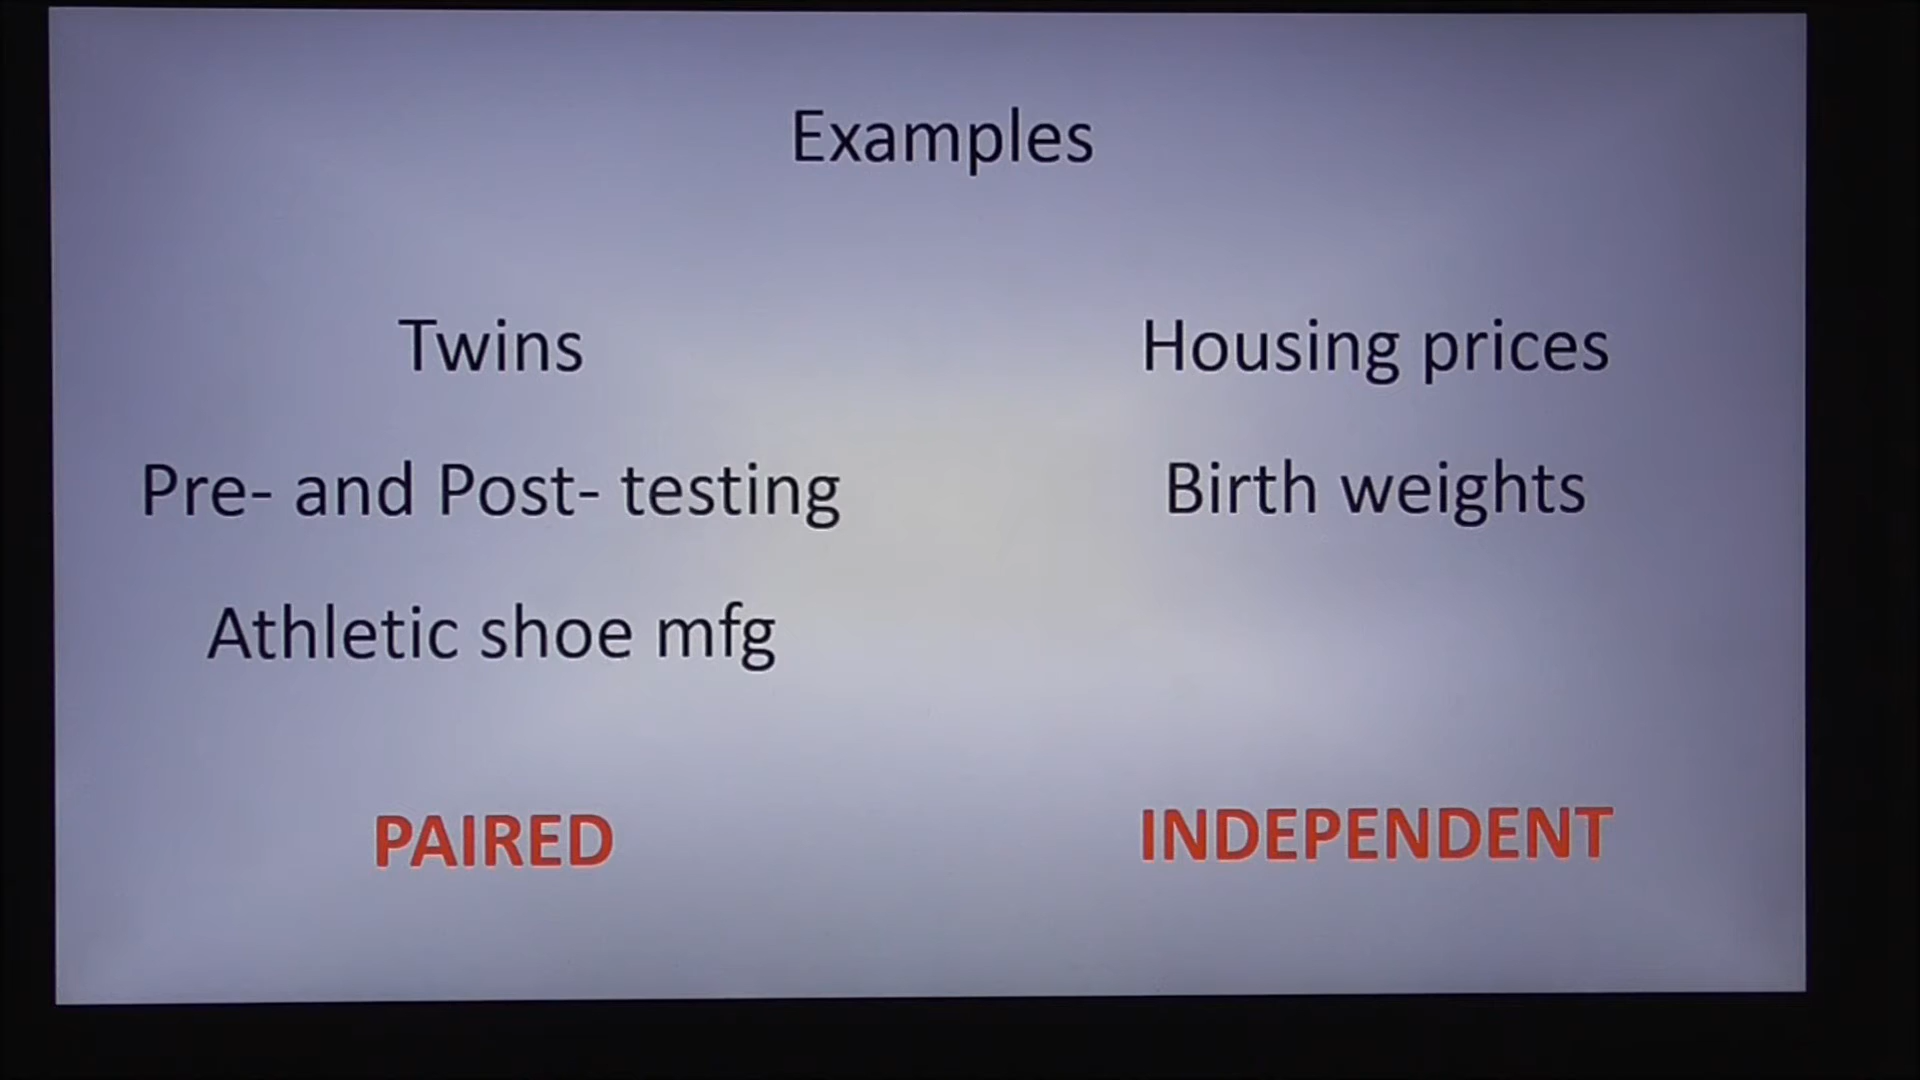 Examples
Twins
Pre- and Post- testing
Athletic shoe mfg
PAIRED
Housing prices
Birth weights
INDEPENDENT